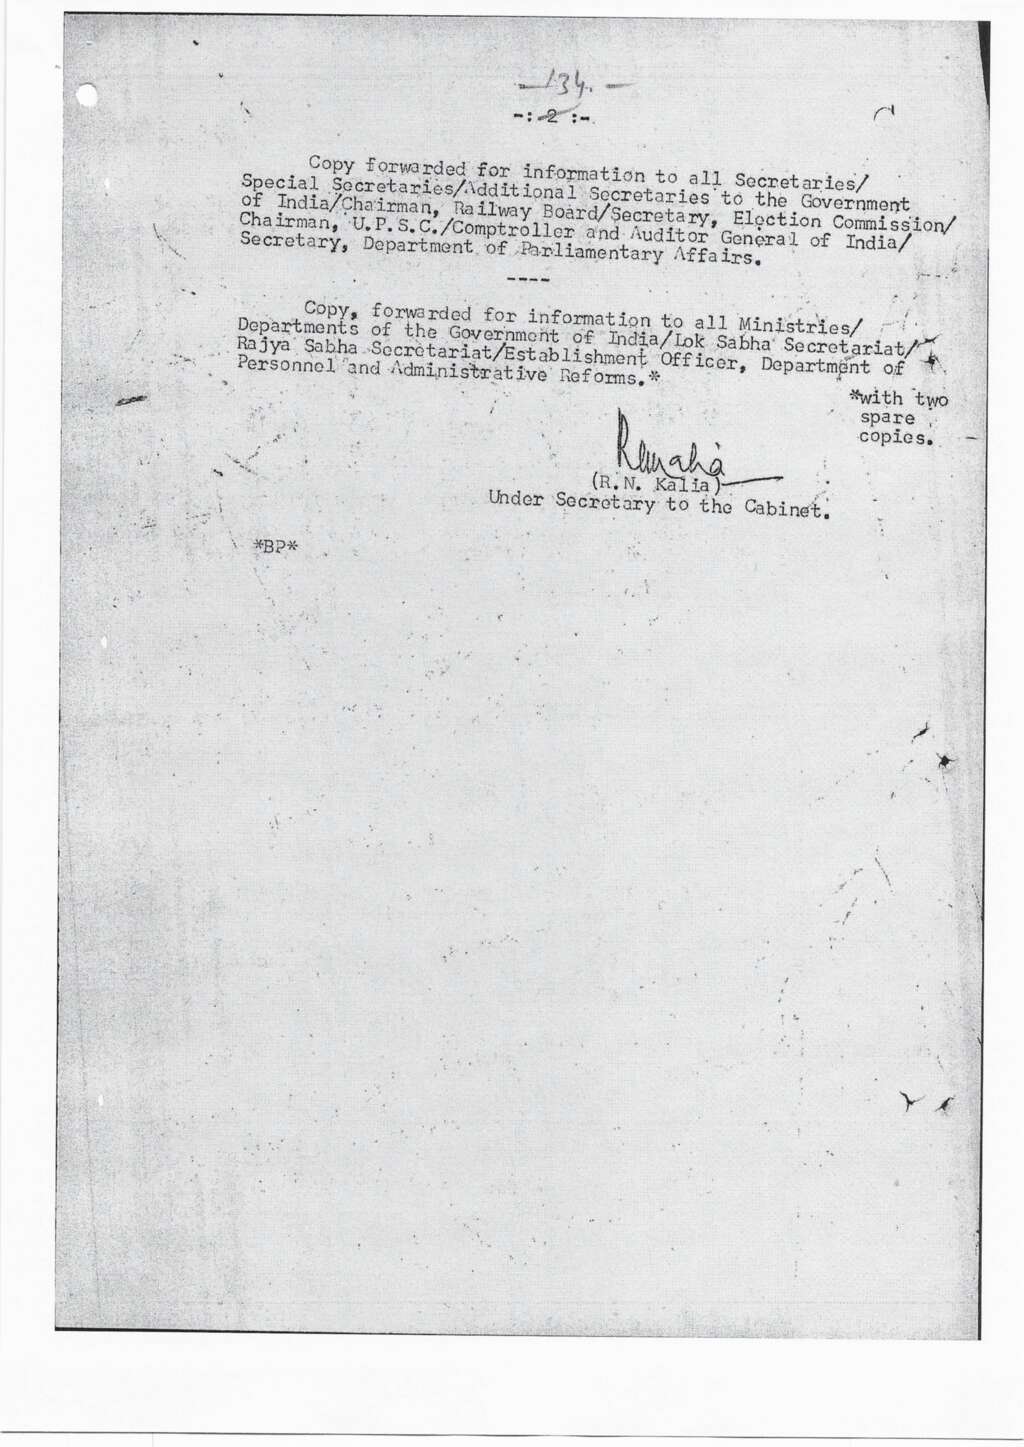 —134.—
-: 2 :-
Copy forwarded for information to all Secretaries/
Special Secretaries/Additional Secretaries to the Government
of India/Chairman, Railway Board/Secretary, Election Commission/
Chairman, U.P.S.C./Comptroller and Auditor General of India/
Secretary, Department of Parliamentary Affairs.
----
Copy, forwarded for information to all Ministries/
Departments of the Government of India/Lok Sabha Secretariat/
Rajya Sabha Secretariat/Establishment Officer, Department of
Personnel and Administrative Reforms.*
*with two
spare
copies.
(R.N. Kalia)
Under Secretary to the Cabinet.
*BP*